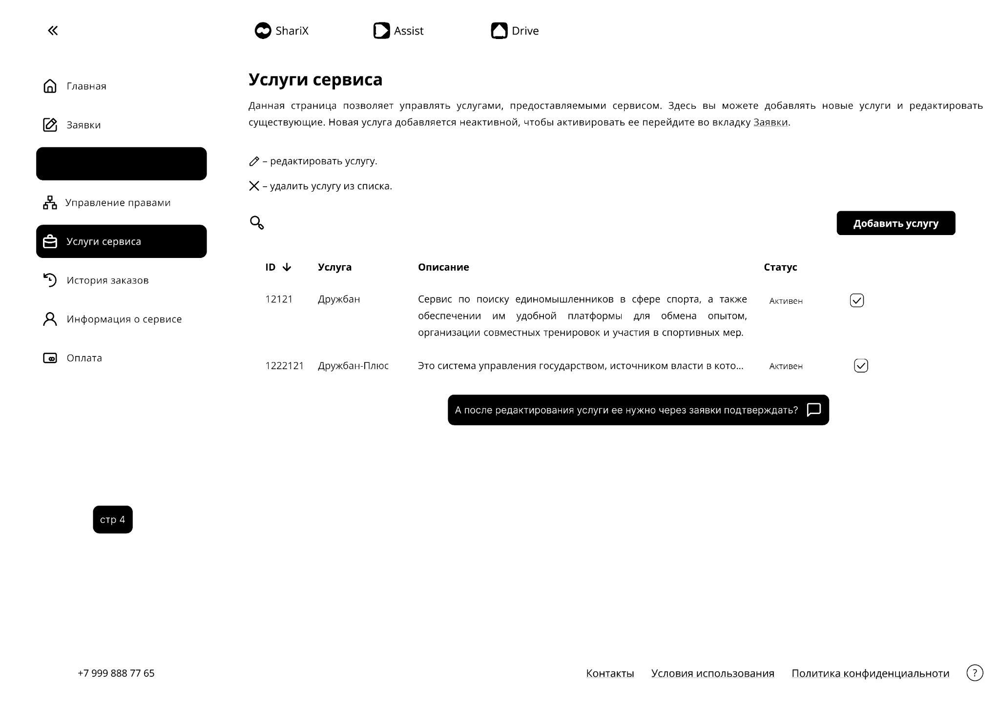 ShariX
Assist
Drive
Главная
Заявки
Управление правами
Услуги сервиса
История заказов
Информация о сервисе
Оплата
стр 4
Услуги сервиса
Данная страница позволяет управлять услугами, предоставляемыми сервисом. Здесь вы можете добавлять новые услуги и редактировать
существующие. Новая услуга добавляется неактивной, чтобы активировать ее перейдите во вкладку Заявки.
– редактировать услугу.
– удалить услугу из списка.
Добавить услугу
ID Услуга Описание Статус
12121 Дружбан Сервис по поиску единомышленников в сфере спорта, а также Активен
обеспечении им удобной платформы для обмена опытом,
организации совместных тренировок и участия в спортивных мер.
1222121 Дружбан-Плюс Это система управления государством, источником власти в кото... Активен
А после редактирования услуги ее нужно через заявки подтверждать?
+7 999 888 77 65
Контакты Условия использования Политика конфиденциальноти ?